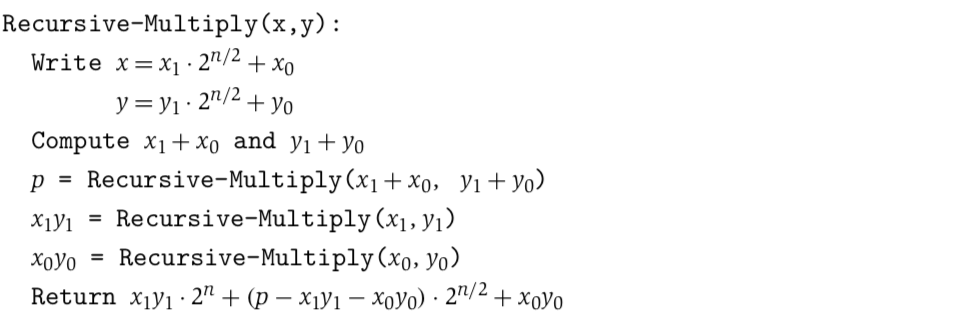 Recursive-Multiply(x,y):
Write x = x₁ · 2^{n/2} + x₀
y = y₁ · 2^{n/2} + y₀
Compute x₁ + x₀ and y₁ + y₀
p = Recursive-Multiply(x₁ + x₀, y₁ + y₀)
x₁y₁ = Recursive-Multiply(x₁, y₁)
x₀y₀ = Recursive-Multiply(x₀, y₀)
Return x₁y₁ · 2^n + (p − x₁y₁ − x₀y₀) · 2^{n/2} + x₀y₀